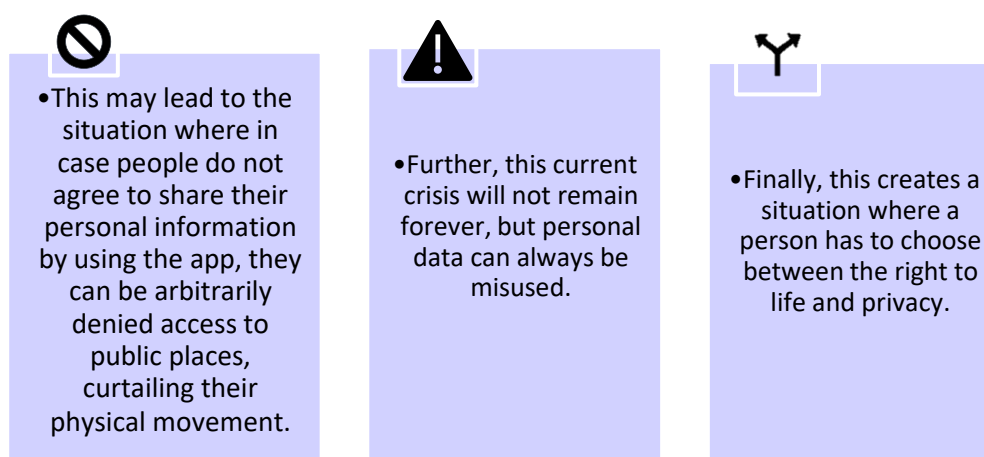 •This may lead to the
situation where in
case people do not
agree to share their
personal information
by using the app, they
can be arbitrarily
denied access to
public places,
curtailing their
physical movement.
•Further, this current
crisis will not remain
forever, but personal
data can always be
misused.
•Finally, this creates a
situation where a
person has to choose
between the right to
life and privacy.